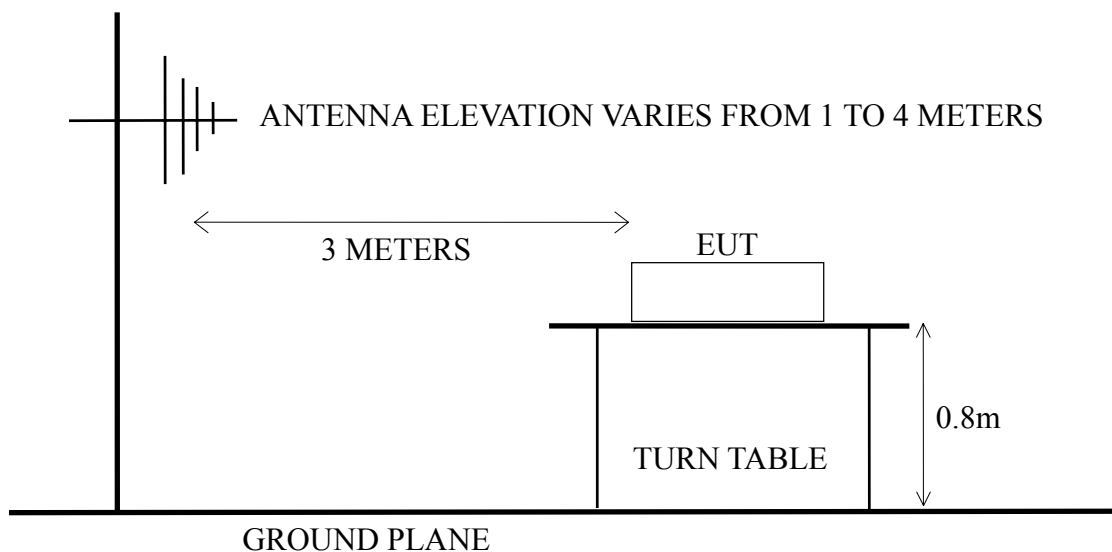 ANTENNA ELEVATION VARIES FROM 1 TO 4 METERS
3 METERS
EUT
0.8m
TURN TABLE
GROUND PLANE